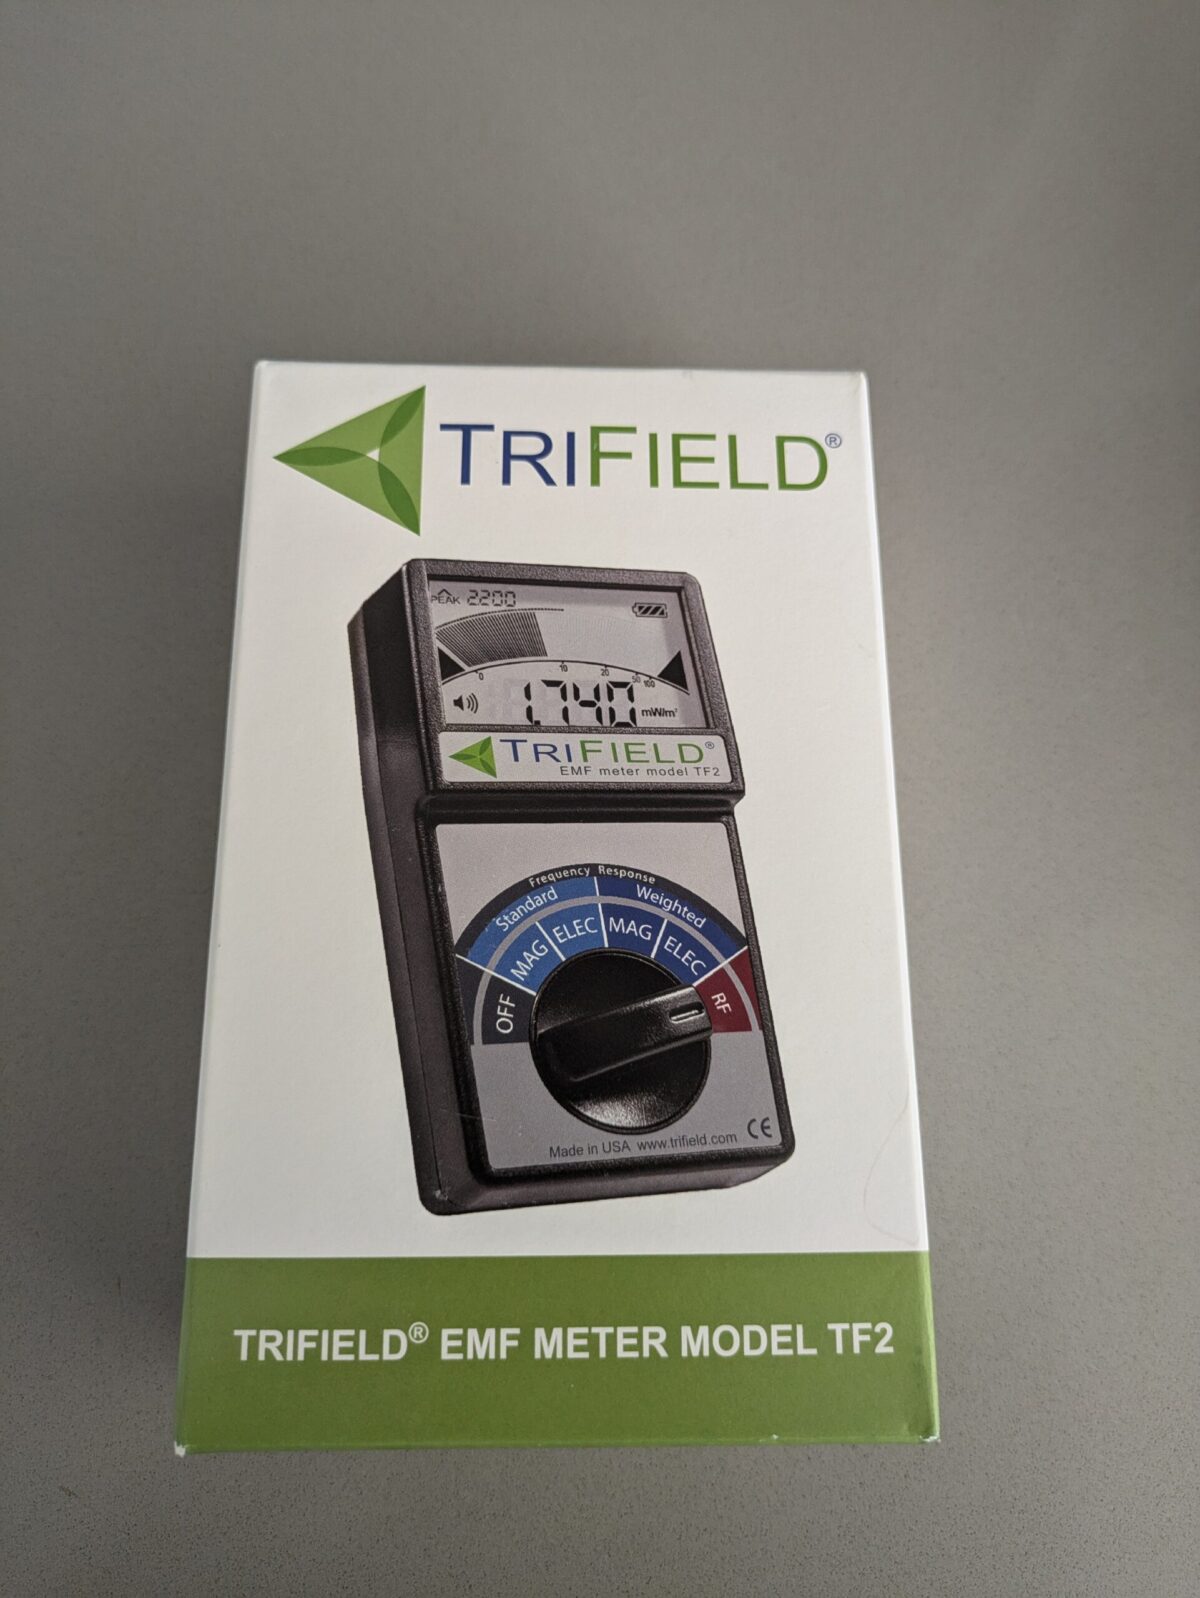 TRIFIELD®
PEAK 2200
0 10 20 50 100
1.740 mW/m²
TRIFIELD®
EMF meter model TF2
Frequency Response
Standard Weighted
OFF MAG ELEC MAG ELEC RF
Made in USA www.trifield.com CE
TRIFIELD® EMF METER MODEL TF2